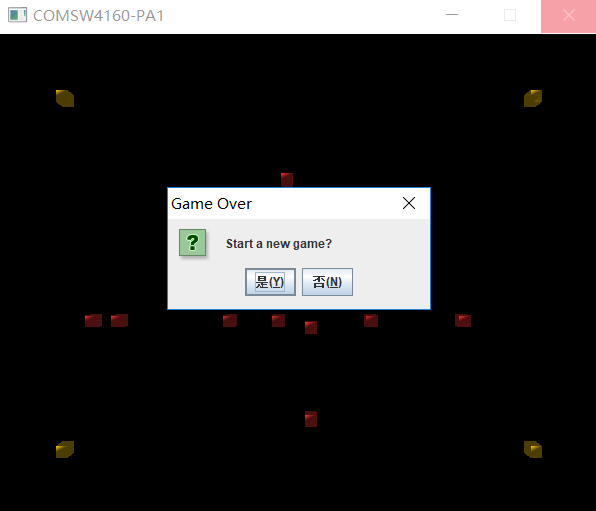 COMSW4160-PA1
Game Over
Start a new game?
是(Y) 否(N)